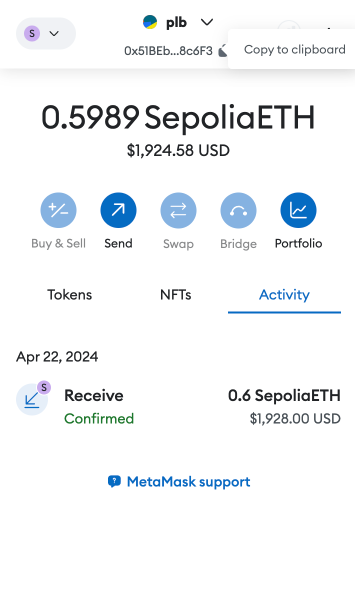 S
plb
0x51BEb...8c6F3
Copy to clipboard
0.5989 SepoliaETH
$1,924.58 USD
Buy & Sell
Send
Swap
Bridge
Portfolio
Tokens
NFTs
Activity
Apr 22, 2024
S
Receive
0.6 SepoliaETH
Confirmed
$1,928.00 USD
MetaMask support